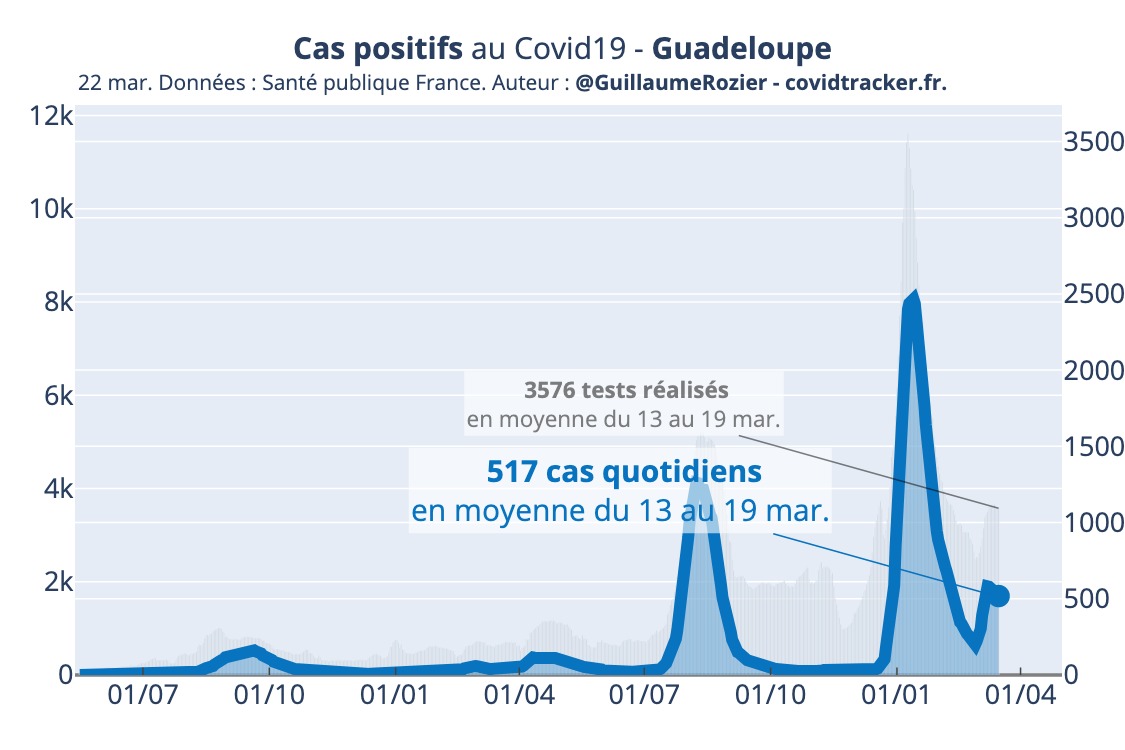 Cas positifs au Covid19 - Guadeloupe
22 mar. Données : Santé publique France. Auteur : @GuillaumeRozier - covidtracker.fr.
12k
3500
10k
3000
8k
2500
2000
6k
3576 tests réalisés
en moyenne du 13 au 19 mar.
1500
517 cas quotidiens
4k
en moyenne du 13 au 19 mar.
1000
2k
500
0
0
01/07 01/10 01/01 01/04 01/07 01/10 01/01 01/04